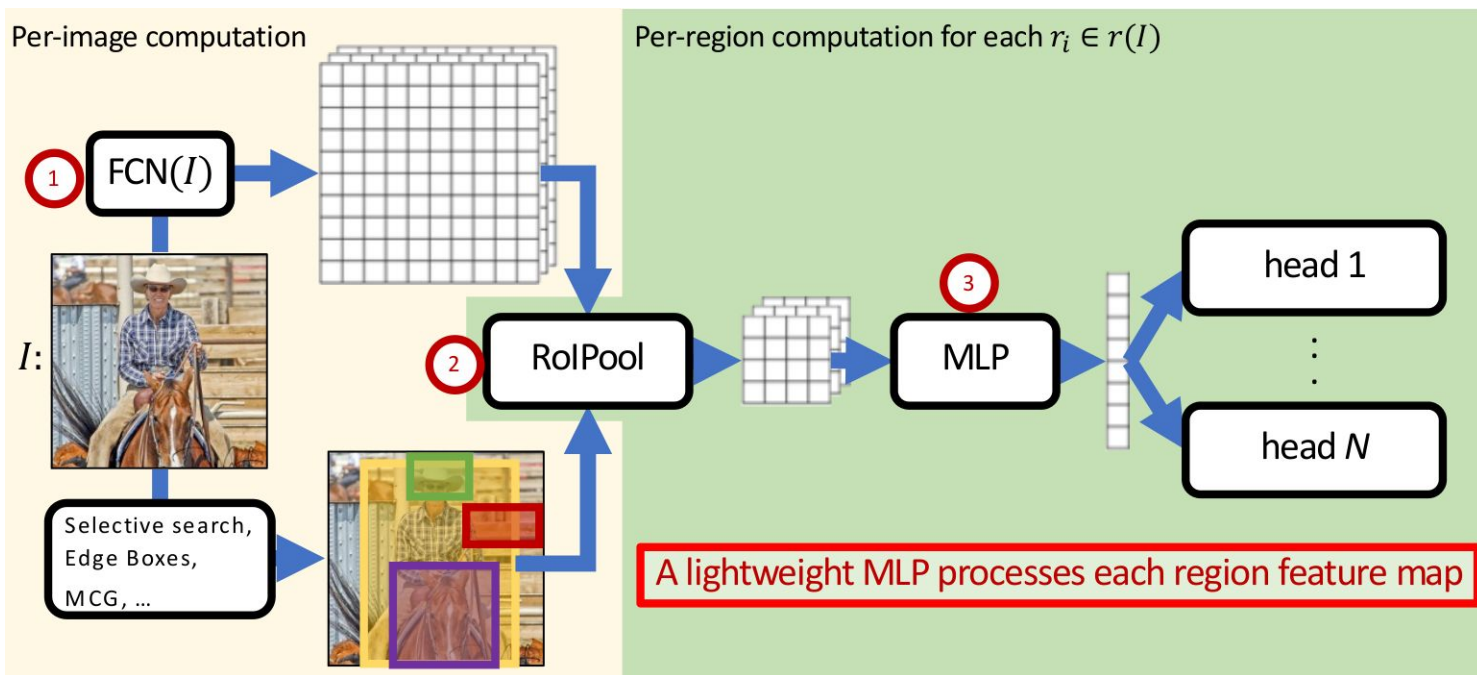 Per-image computation
Per-region computation for each r_i ∈ r(I)
1
FCN(I)
I:
Selective search,
Edge Boxes,
MCG, ...
2
RoIPool
3
MLP
head 1
:
.
head N
A lightweight MLP processes each region feature map